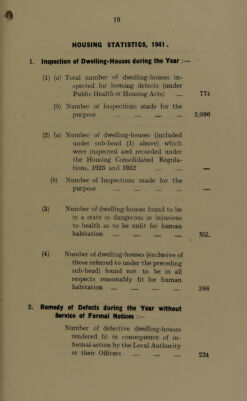 10
HOUSING STATISTICS, 1941.
1. Inspection of Dwelling-Houses during the Year :—
(1) (a) Total number of dwelling-houses in-
spected for housing defects (under
Public Health or Housing Acts) ... 774
(b) Number of Inspections made for the
purpose ... ... ... ... 2,096
(2) (a) Number of dwelling-houses (included
under sub-head (1) above) which
were inspected and recorded under
the Housing Consolidated Regula-
tions, 1925 and 1932 ... ... —
(b) Number of Inspections made for the
purpose ... ... ... ... —
(3) Number of dwelling-houses found to be
in a state so dangerous or injurious
to health as to be unfit for human
habitation ... ... ... ... Nil.
(4) Number of dwelling-houses (exclusive of
those referred to under the preceding
sub-head) found not to be in all
respects reasonably fit for human
habitation ... ... ... ... 388
2. Remedy of Defects during the Year without
Service of Formal Notices :—
Number of defective dwelling-houses
rendered fit in consequence of in-
formal action by the Local Authority
or their Officers ... ... ... 224